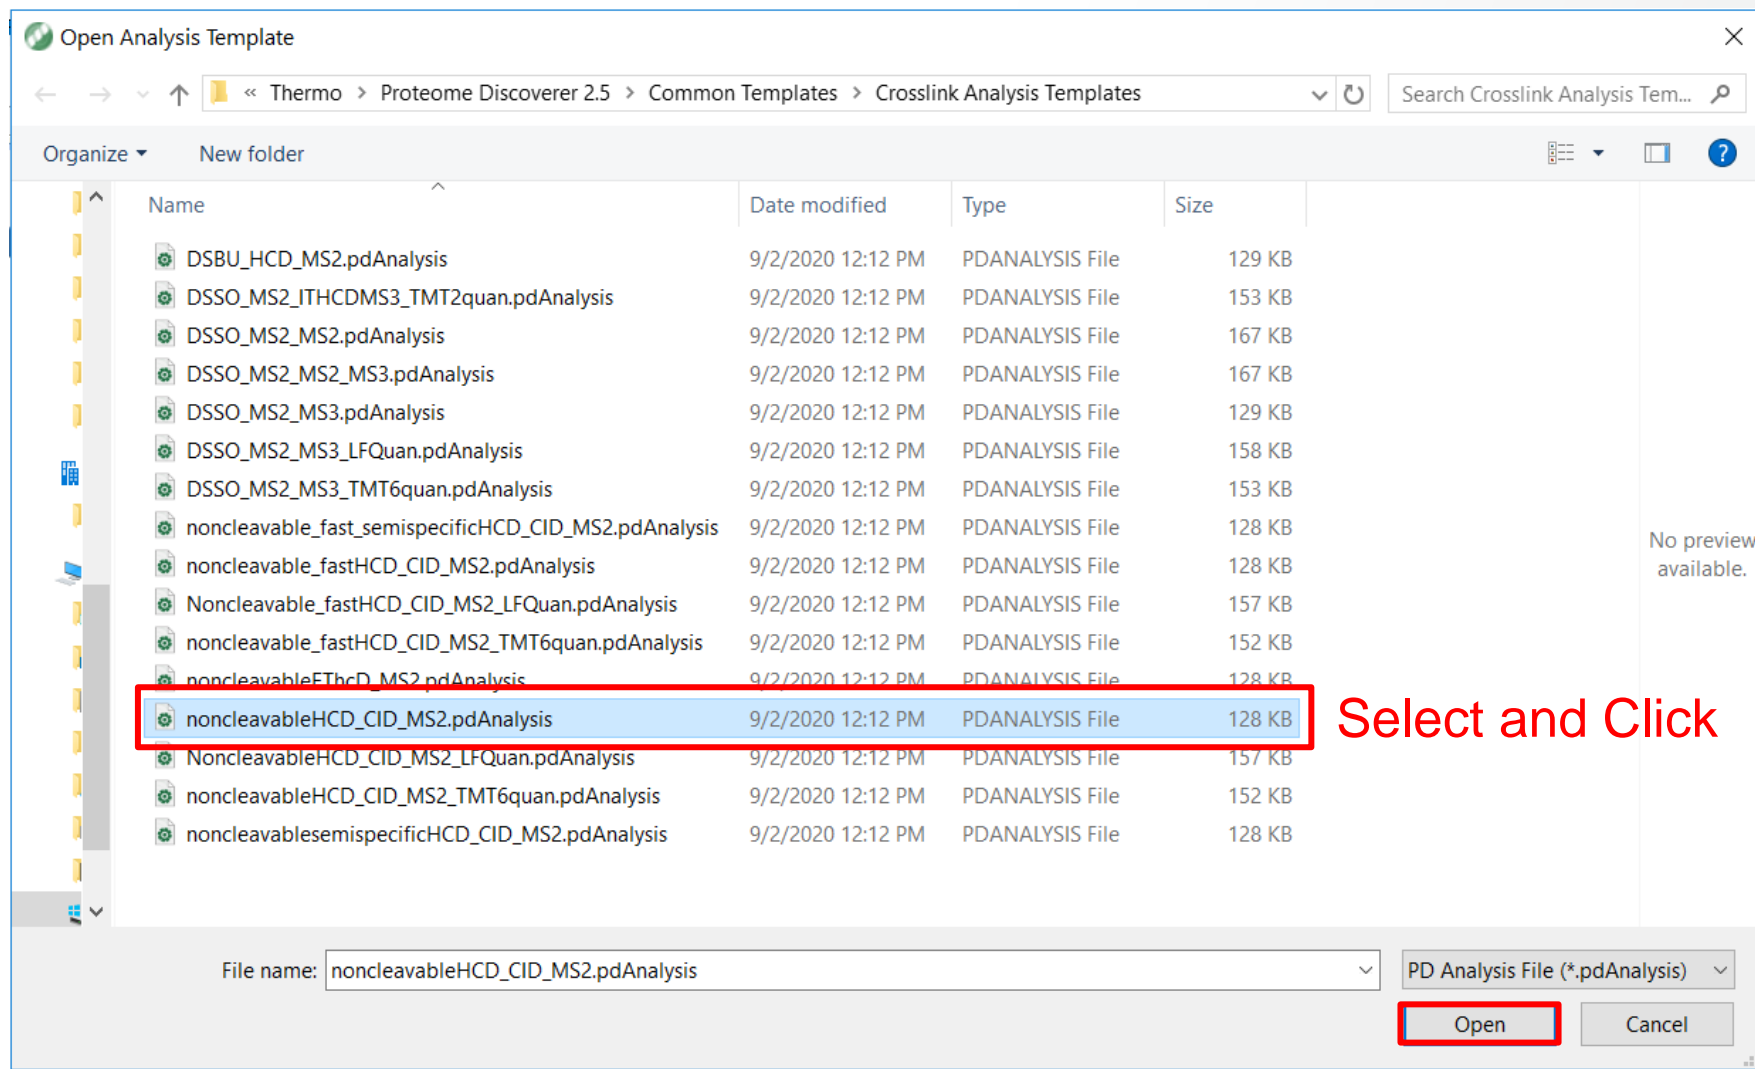 Open Analysis Template
« Thermo > Proteome Discoverer 2.5 > Common Templates > Crosslink Analysis Templates
Search Crosslink Analysis Tem...
Organize New folder
Name Date modified Type Size
DSBU_HCD_MS2.pdAnalysis 9/2/2020 12:12 PM PDANALYSIS File 129 KB
DSSO_MS2_ITHCDMS3_TMT2quan.pdAnalysis 9/2/2020 12:12 PM PDANALYSIS File 153 KB
DSSO_MS2_MS2.pdAnalysis 9/2/2020 12:12 PM PDANALYSIS File 167 KB
DSSO_MS2_MS2_MS3.pdAnalysis 9/2/2020 12:12 PM PDANALYSIS File 167 KB
DSSO_MS2_MS3.pdAnalysis 9/2/2020 12:12 PM PDANALYSIS File 129 KB
DSSO_MS2_MS3_LFQuan.pdAnalysis 9/2/2020 12:12 PM PDANALYSIS File 158 KB
DSSO_MS2_MS3_TMT6quan.pdAnalysis 9/2/2020 12:12 PM PDANALYSIS File 153 KB
noncleavable_fast_semispecificHCD_CID_MS2.pdAnalysis 9/2/2020 12:12 PM PDANALYSIS File 128 KB
noncleavable_fastHCD_CID_MS2.pdAnalysis 9/2/2020 12:12 PM PDANALYSIS File 128 KB
Noncleavable_fastHCD_CID_MS2_LFQuan.pdAnalysis 9/2/2020 12:12 PM PDANALYSIS File 157 KB
noncleavable_fastHCD_CID_MS2_TMT6quan.pdAnalysis 9/2/2020 12:12 PM PDANALYSIS File 152 KB
noncleavableEThcD_MS2.pdAnalysis 9/2/2020 12:12 PM PDANALYSIS File 128 KB
noncleavableHCD_CID_MS2.pdAnalysis 9/2/2020 12:12 PM PDANALYSIS File 128 KB
Select and Click
NoncleavableHCD_CID_MS2_LFQuan.pdAnalysis 9/2/2020 12:12 PM PDANALYSIS File 157 KB
noncleavableHCD_CID_MS2_TMT6quan.pdAnalysis 9/2/2020 12:12 PM PDANALYSIS File 152 KB
noncleavablesemispecificHCD_CID_MS2.pdAnalysis 9/2/2020 12:12 PM PDANALYSIS File 128 KB
No preview
available.
File name: noncleavableHCD_CID_MS2.pdAnalysis PD Analysis File (*.pdAnalysis)
Open Cancel